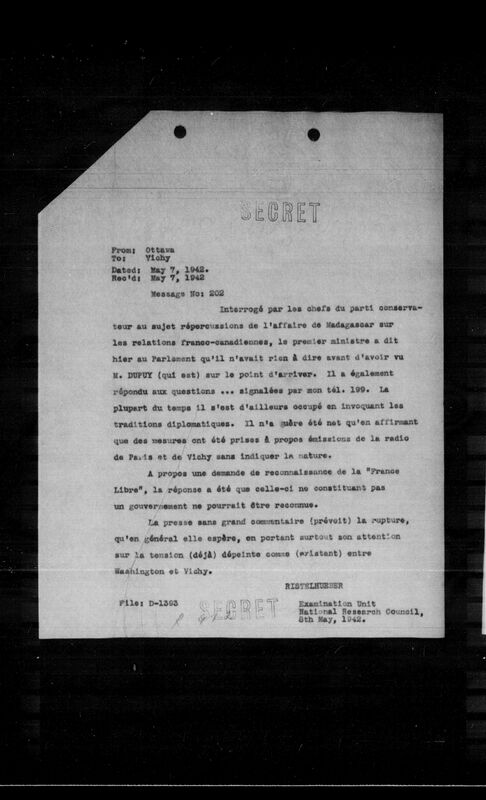 SECRET
From: Ottawa
To: Vichy
Dated: May 7, 1942.
Rec'd: May 7, 1942
Message No: 202
Interrogé par les chefs du parti conserva-
teur au sujet répercussions de l'affaire de Madagascar sur
les relations franco-canadiennes, le premier ministre a dit
hier au Parlement qu'il n'avait rien à dire avant d'avoir vu
M. DUPUY (qui est) sur le point d'arriver. Il a également
répondu aux questions ... signalées par mon tél. 199. La
plupart du temps il s'est d'ailleurs occupé en invoquant les
traditions diplomatiques. Il n'a guère été net qu'en affirmant
que des mesures ont été prises à propos émissions de la radio
de Paris et de Vichy sans indiquer la nature.
A propos une demande de reconnaissance de la "France
Libre", la réponse a été que celle-ci ne constituant pas
un gouvernement ne pourrait être reconnue.
La presse sans grand commentaire (prévoit) la rupture,
qu'en général elle espère, en portant surtout son attention
sur la tension (déjà) dépeinte comme (existant) entre
Washington et Vichy.
RISTELHUEBER
File: D-1393
SECRET
Examination Unit
National Research Council,
8th May, 1942.